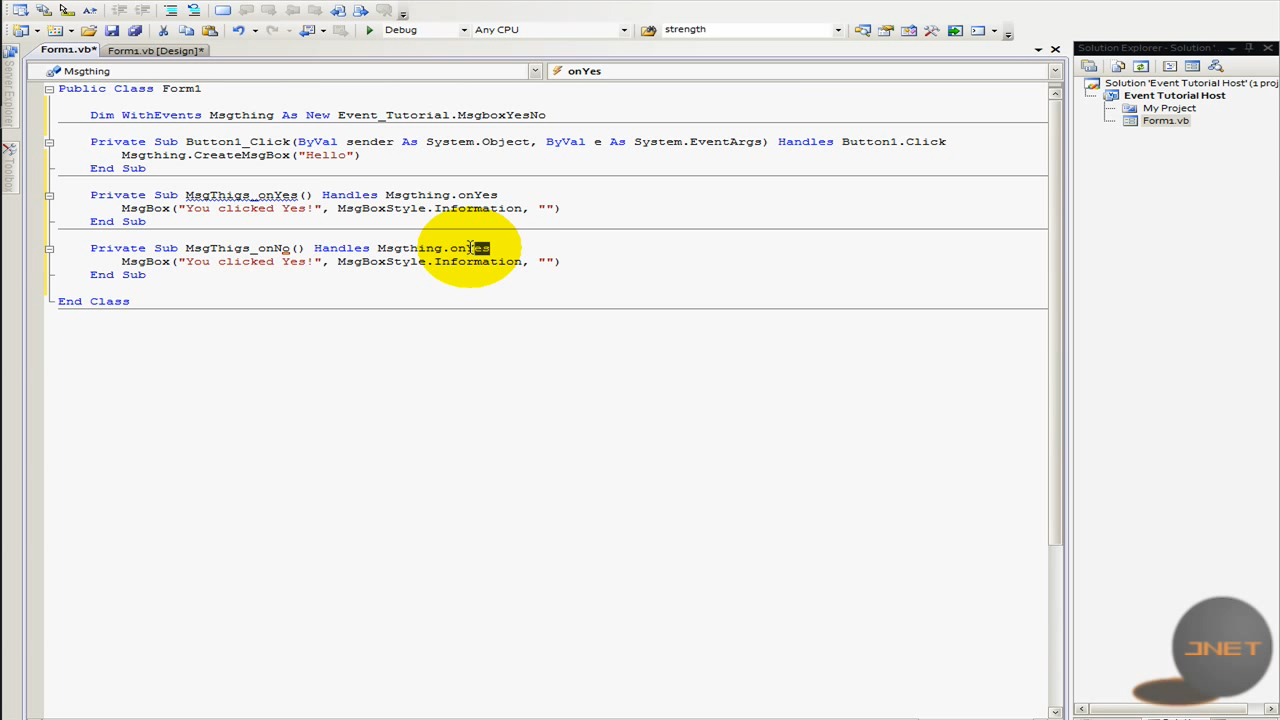 Debug Any CPU strength
Form1.vb* Form1.vb [Design]*
Msgthing onYes
Public Class Form1
Dim WithEvents Msgthing As New Event_Tutorial.MsgboxYesNo
Private Sub Button1_Click(ByVal sender As System.Object, ByVal e As System.EventArgs) Handles Button1.Click
Msgthing.CreateMsgBox("Hello")
End Sub
Private Sub MsgThigs_onYes() Handles Msgthing.onYes
MsgBox("You clicked Yes!", MsgBoxStyle.Information, "")
End Sub
Private Sub MsgThigs_onNo() Handles Msgthing.onYes
MsgBox("You clicked Yes!", MsgBoxStyle.Information, "")
End Sub
End Class
Solution Explorer - Solution '...
Solution 'Event Tutorial Host' (1 proj
Event Tutorial Host
My Project
Form1.vb
JNET